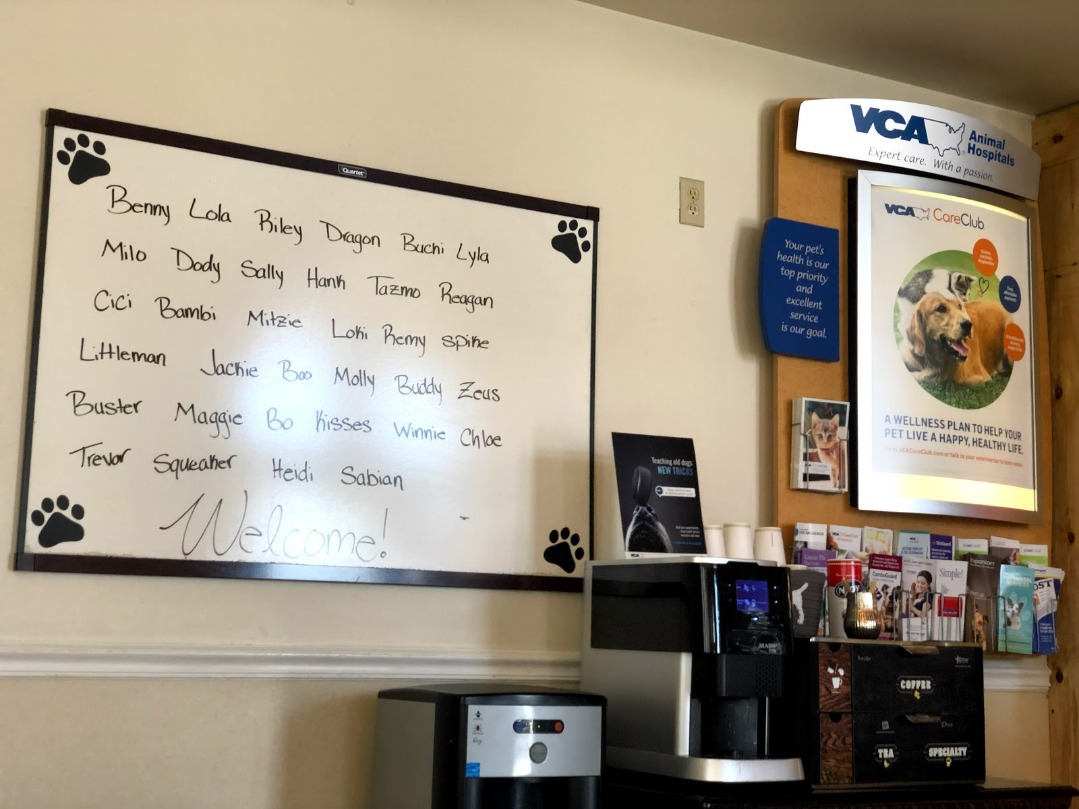 Quartet
Benny Lola Riley Dragon Buchi Lyla
Milo Dody Sally Hank Tazmo Reagan
Cici Bambi Mitzie Loki Remy spike
Littleman Jackie Boo Molly Buddy Zeus
Buster Maggie Bo Kisses Winnie Chloe
Trevor Squeaker Heidi Sabian
Welcome!
VCA Animal
Hospitals
Expert care. With a passion.
Your pet's
health is our
top priority
and
excellent
service
is our goal.
VCA CareClub
A WELLNESS PLAN TO HELP YOUR
PET LIVE A HAPPY, HEALTHY LIFE.
Teaching old dogs
NEW TRICKS
Simple!
COFFEE
TEA
SPECIALTY